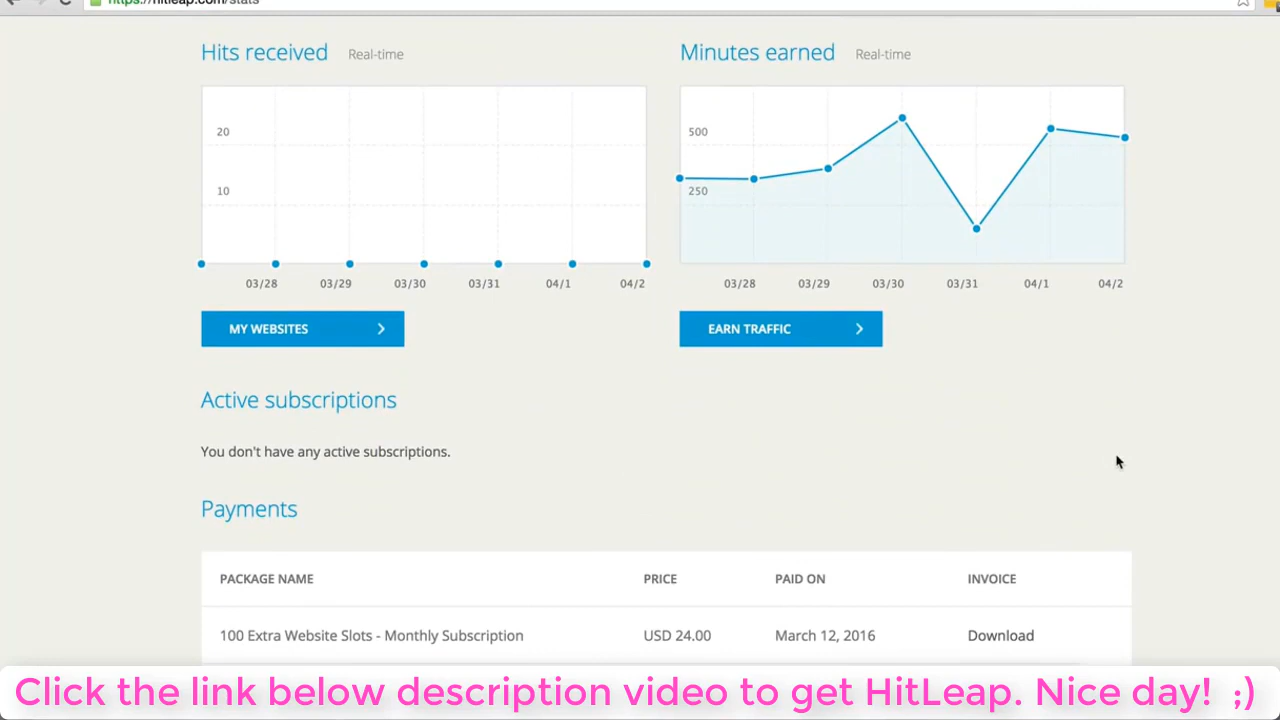 https://hitleap.com/stats
Hits received Real-time
Minutes earned Real-time
20
10
03/28 03/29 03/30 03/31 04/1 04/2
500
250
03/28 03/29 03/30 03/31 04/1 04/2
MY WEBSITES
EARN TRAFFIC
Active subscriptions
You don't have any active subscriptions.
Payments
PACKAGE NAME PRICE PAID ON INVOICE
100 Extra Website Slots - Monthly Subscription USD 24.00 March 12, 2016 Download
Click the link below description video to get HitLeap. Nice day! ;)